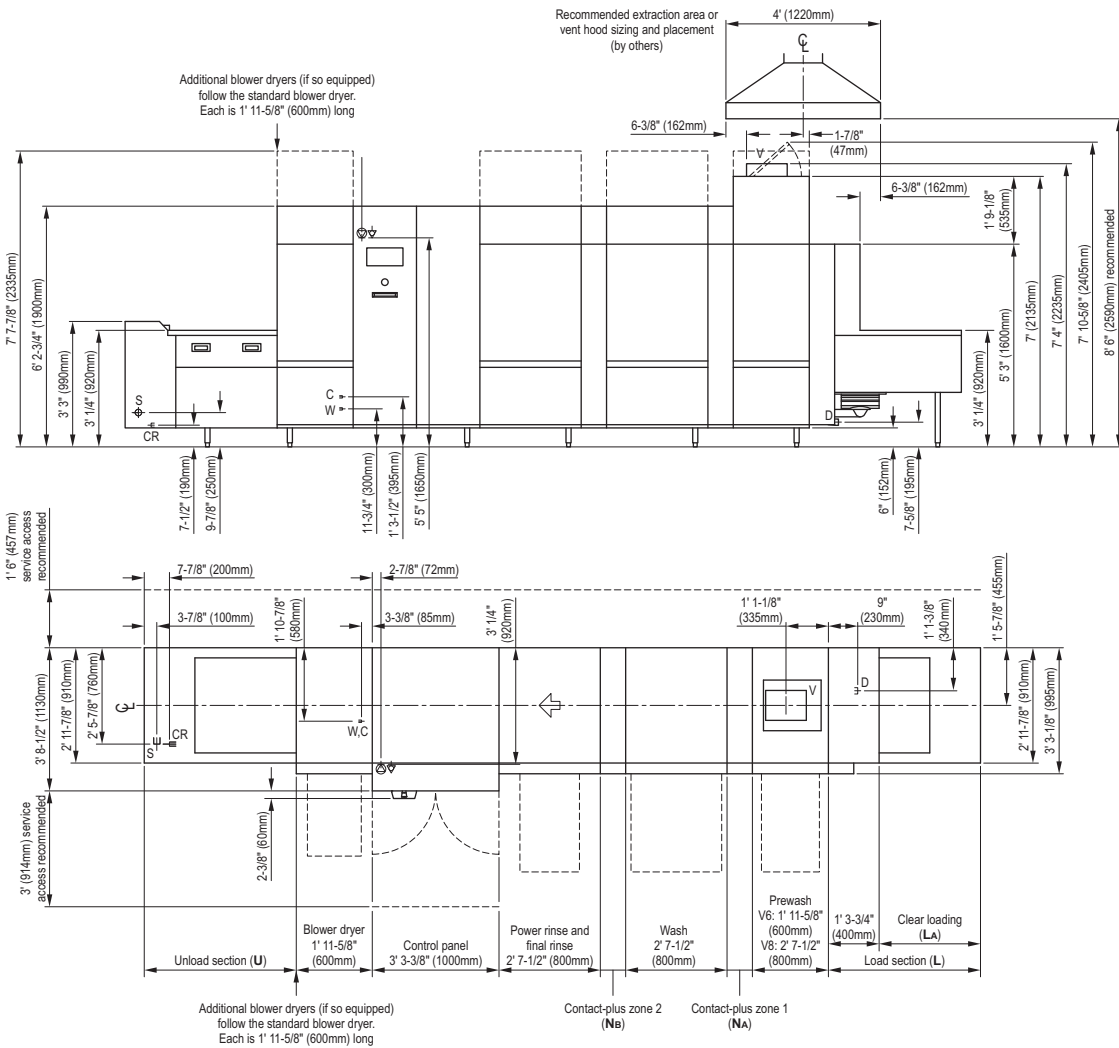 Recommended extraction area or
vent hood sizing and placement
(by others)
4' (1220mm)
CL
Additional blower dryers (if so equipped)
follow the standard blower dryer.
Each is 1' 11-5/8" (600mm) long
6-3/8" (162mm)
1-7/8"
(47mm)
V
6-3/8" (162mm)
1' 9-1/8"
(535mm)
7' 7-7/8" (2335mm)
6' 2-3/4" (1900mm)
3' 3" (990mm)
3' 1/4" (920mm)
S
CR
C
W
D
7-1/2" (190mm)
9-7/8" (250mm)
11-3/4" (300mm)
1' 3-1/2" (395mm)
5' 5" (1650mm)
6" (152mm)
7-5/8" (195mm)
3' 1/4" (920mm)
5' 3" (1600mm)
7' (2135mm)
7' 4" (2235mm)
7' 10-5/8" (2405mm)
8' 6" (2590mm) recommended
1' 6" (457mm)
service access
recommended
7-7/8" (200mm)
3-7/8" (100mm)
1' 10-7/8"
(580mm)
2-7/8" (72mm)
3-3/8" (85mm)
3' 1/4"
(920mm)
1' 1-1/8"
(335mm)
9"
(230mm)
1' 1-3/8"
(340mm)
1' 5-7/8" (455mm)
3' 8-1/2" (1130mm)
2' 11-7/8" (910mm)
2' 5-7/8" (760mm)
CL
S
CR
W,C
V
D
2' 11-7/8" (910mm)
3' 3-1/8" (995mm)
3' (914mm) service
access recommended
2-3/8" (60mm)
Unload section (U)
Blower dryer
1' 11-5/8"
(600mm)
Control panel
3' 3-3/8" (1000mm)
Power rinse and
final rinse
2' 7-1/2" (800mm)
Wash
2' 7-1/2"
(800mm)
Prewash
V6: 1' 11-5/8"
(600mm)
V8: 2' 7-1/2"
(800mm)
1' 3-3/4"
(400mm)
Clear loading
(LA)
Load section (L)
Additional blower dryers (if so equipped)
follow the standard blower dryer.
Each is 1' 11-5/8" (600mm) long
Contact-plus zone 2
(NB)
Contact-plus zone 1
(NA)